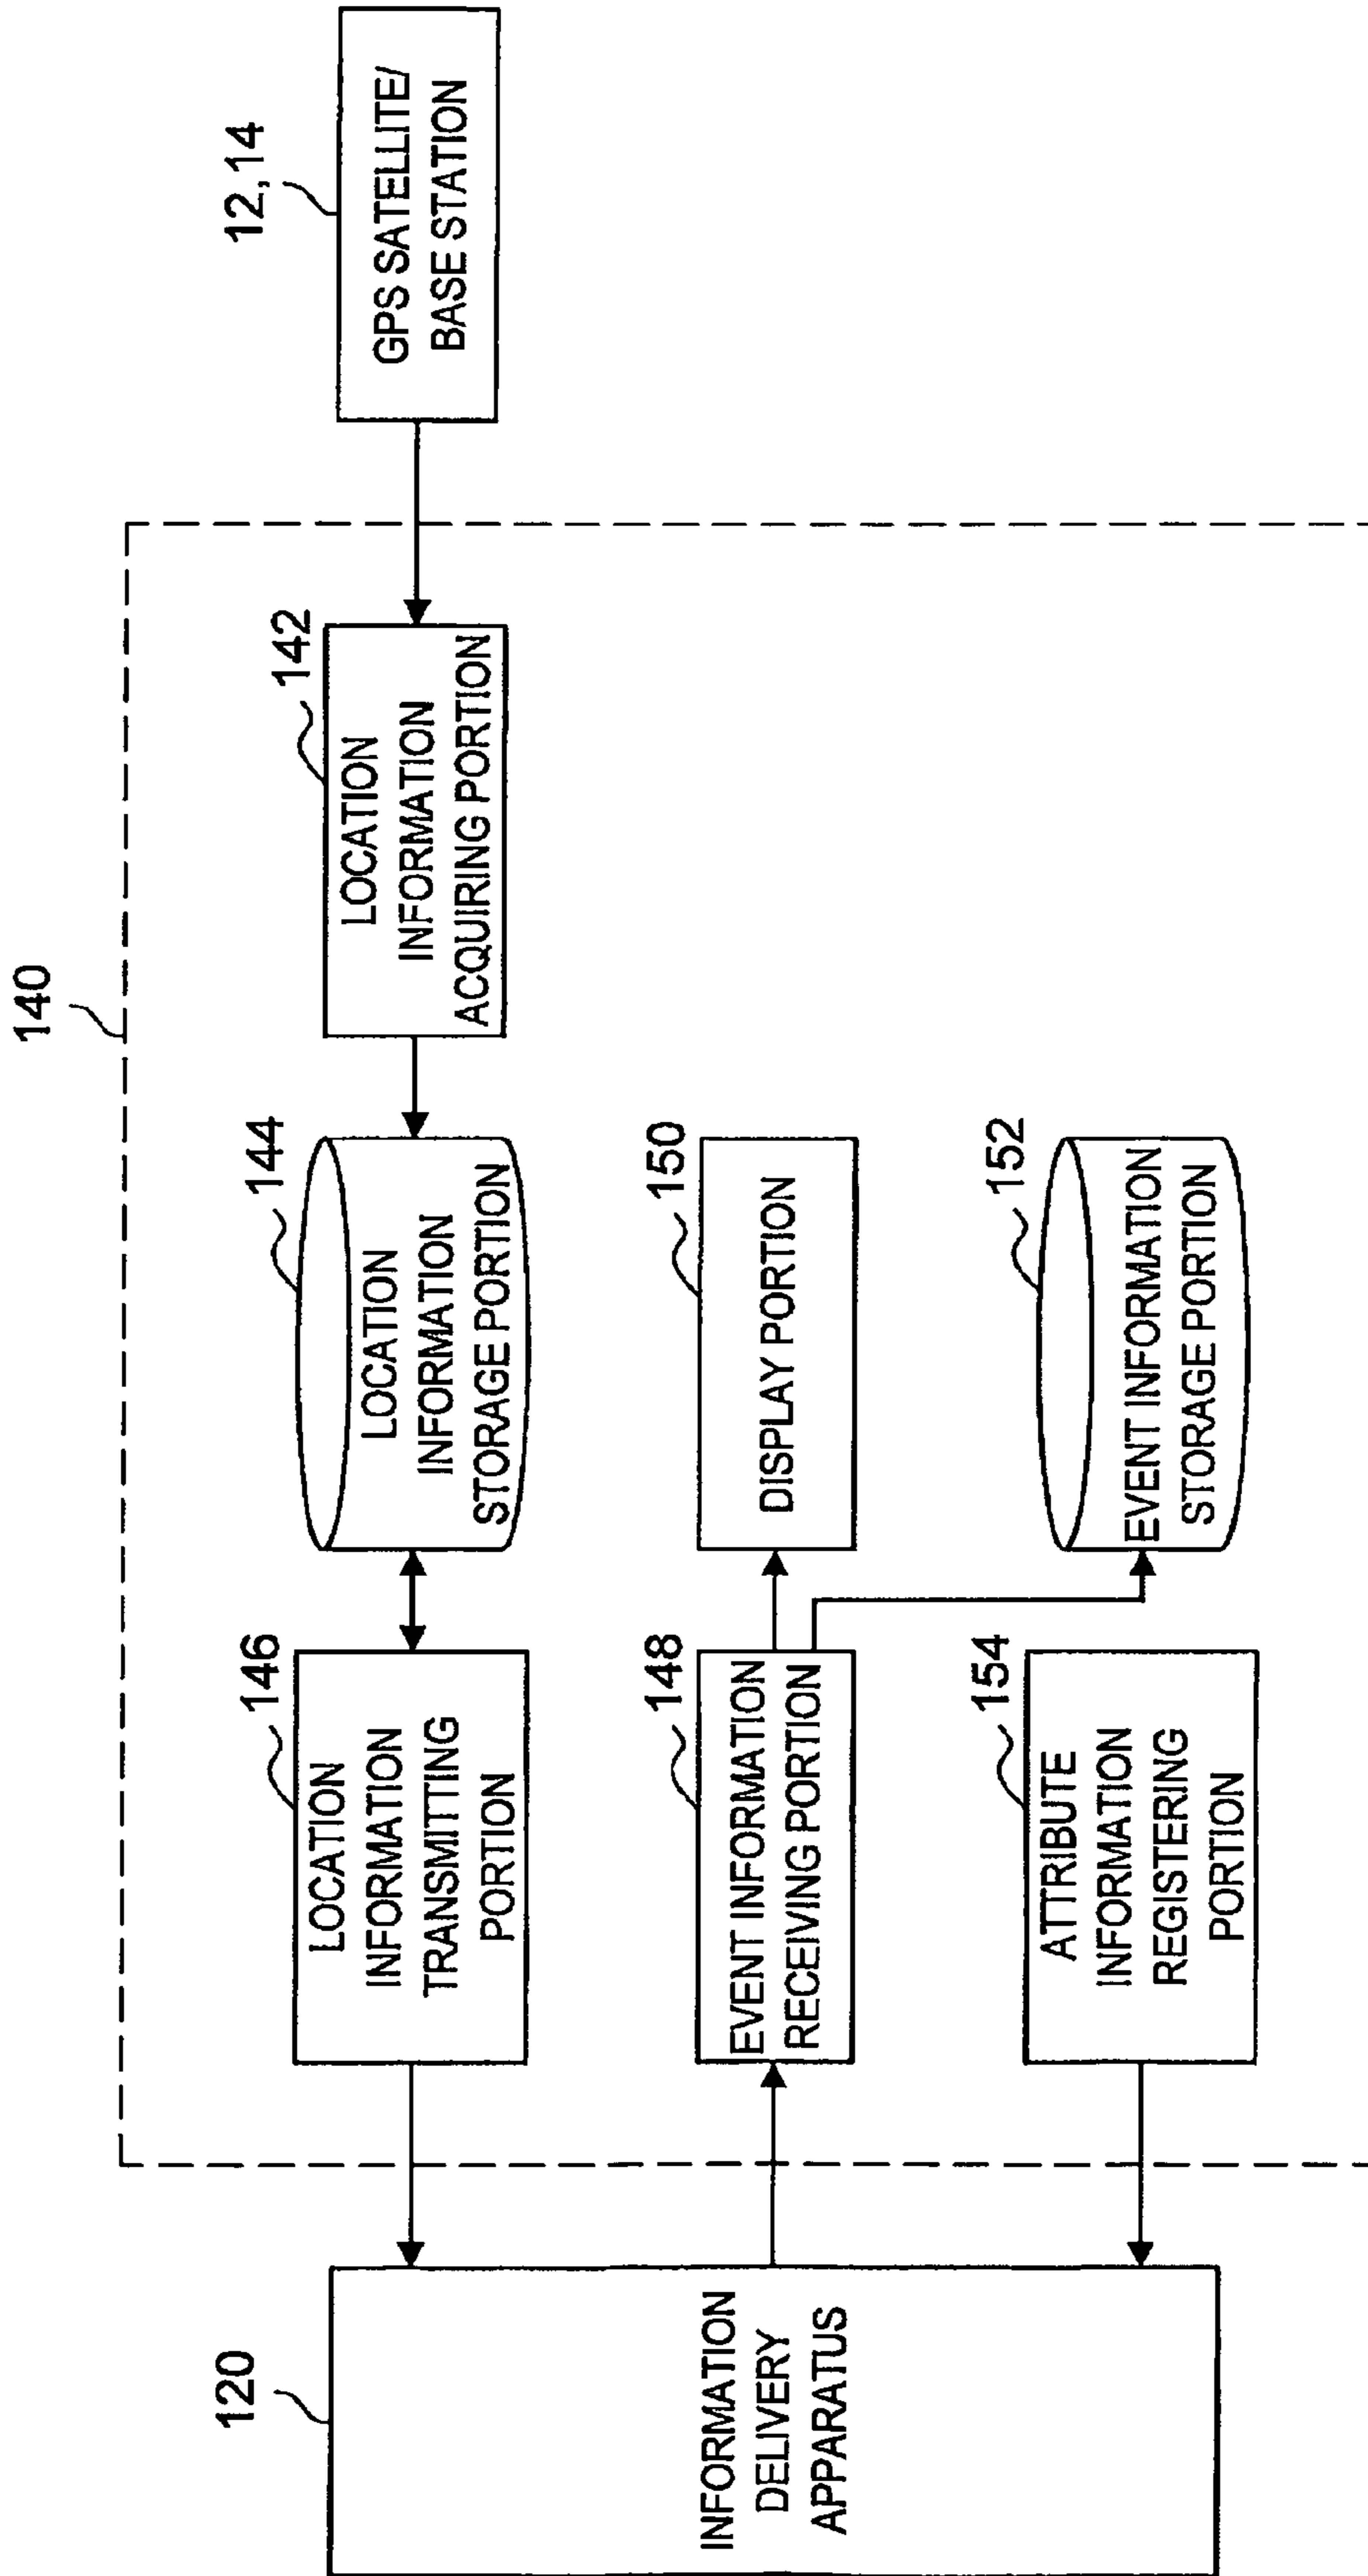 140
12,14
GPS SATELLITE/
BASE STATION
142
LOCATION
INFORMATION
ACQUIRING PORTION
144
LOCATION
INFORMATION
STORAGE PORTION
146
LOCATION
INFORMATION
TRANSMITTING
PORTION
120
INFORMATION
DELIVERY
APPARATUS
148
EVENT INFORMATION
RECEIVING PORTION
150
DISPLAY PORTION
154
ATTRIBUTE
INFORMATION
REGISTERING
PORTION
152
EVENT INFORMATION
STORAGE PORTION